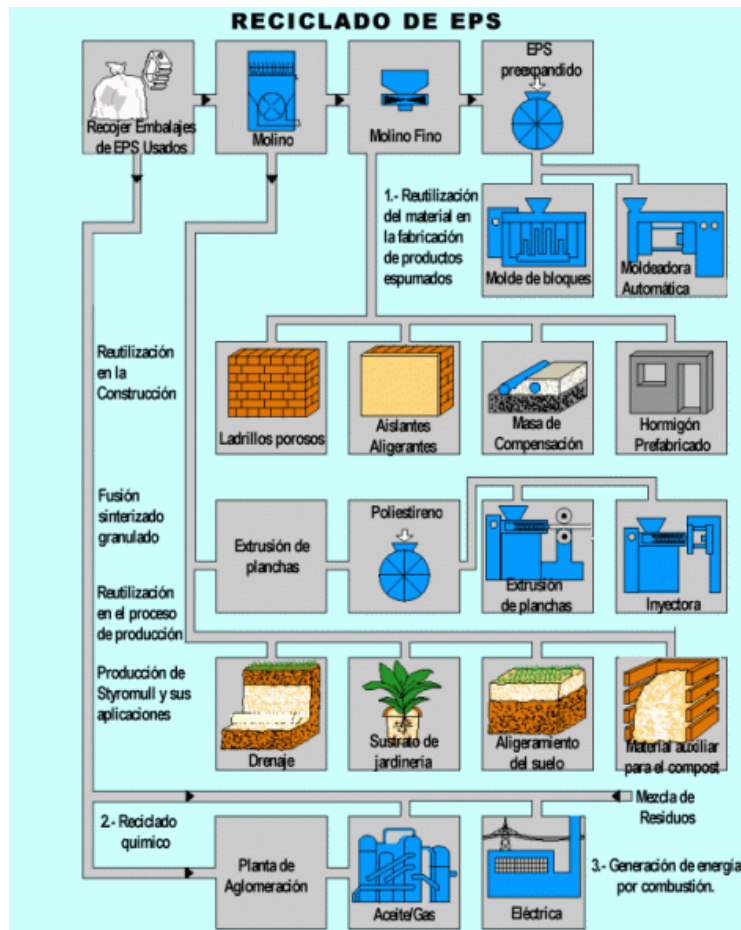 RECICLADO DE EPS
Recojer Embalajes
de EPS Usados
Molino
Molino Fino
EPS
preexpandido
1.- Reutilización
del material en
la fabricación
de productos
espumados
Molde de bloques
Moldeadora
Automática
Reutilización
en la
Construcción
Ladrillos porosos
Aislantes
Aligerantes
Masa de
Compensación
Hormigón
Prefabricado
Fusión
sinterizado
granulado
Extrusión de
planchas
Poliestireno
Extrusión
de planchas
Inyectora
Reutilización
en el proceso
de producción
Producción de
Styromull y sus
aplicaciones
Drenaje
Sustrato de
jardinería
Aligeramiento
del suelo
Material auxiliar
para el compost
Mezcla de
Residuos
2.- Reciclado
químico
Planta de
Aglomeración
Aceite/Gas
Eléctrica
3.- Generación de energía
por combustión.